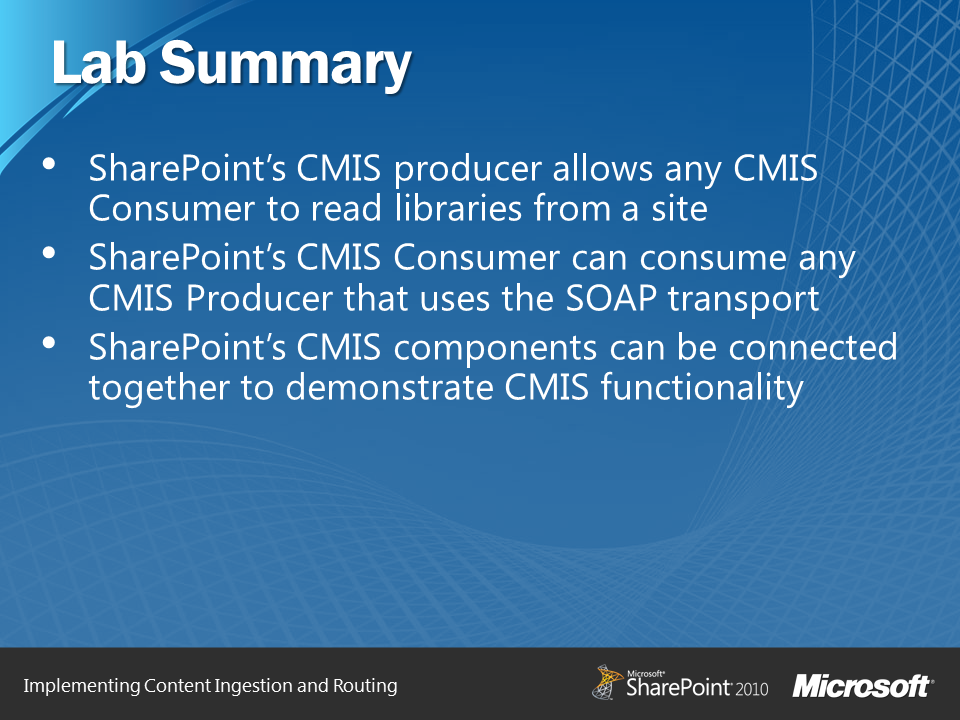 Lab Summary
• SharePoint’s CMIS producer allows any CMIS
Consumer to read libraries from a site
• SharePoint’s CMIS Consumer can consume any
CMIS Producer that uses the SOAP transport
• SharePoint’s CMIS components can be connected
together to demonstrate CMIS functionality
Implementing Content Ingestion and Routing
Microsoft®
SharePoint® 2010
Microsoft®